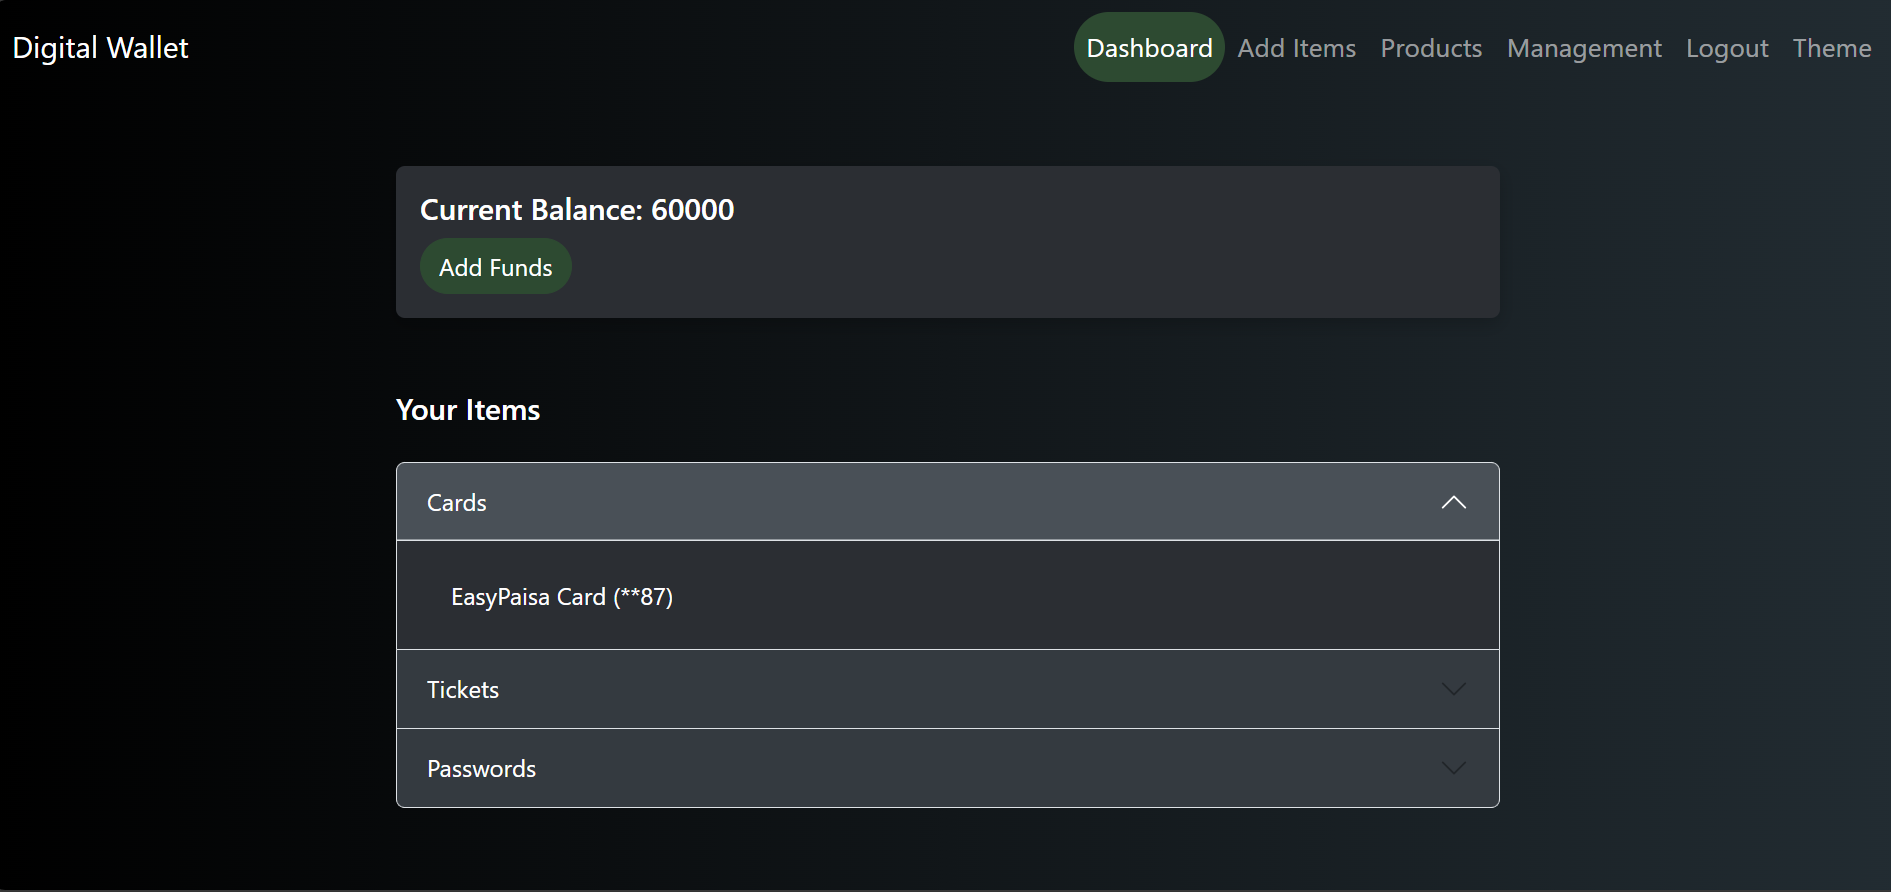 Digital Wallet
Dashboard Add Items Products Management Logout Theme
Current Balance: 60000
Add Funds
Your Items
Cards
EasyPaisa Card (**87)
Tickets
Passwords